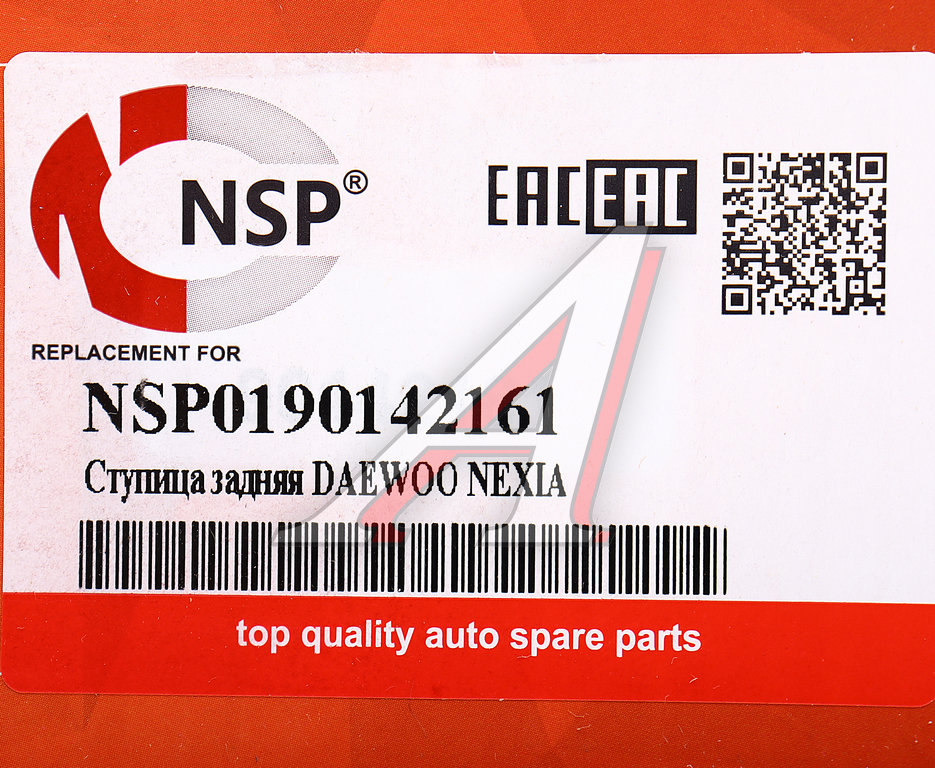 NSP®
EAC EAC
REPLACEMENT FOR
NSP0190142161
Ступица задняя DAEWOO NEXIA
top quality auto spare parts